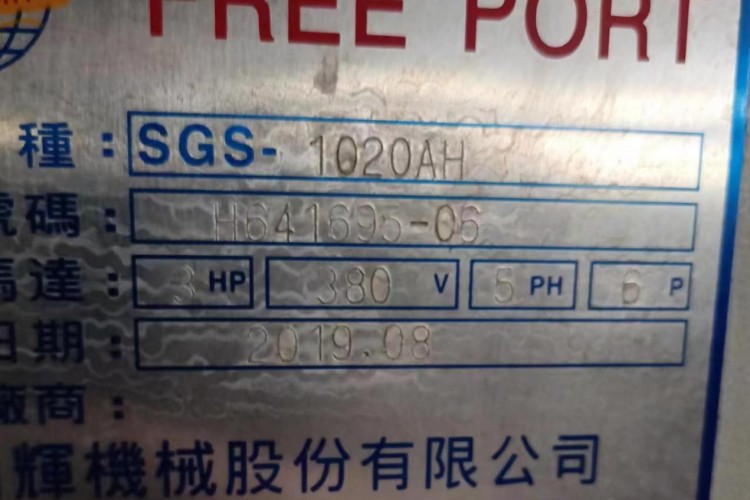 FREE PORT
種：SGS- 1020AH
號碼：H641695-06
馬達：3 HP 380 V 5 PH 6 P
日期：2019.08
廠商：
輝機械股份有限公司